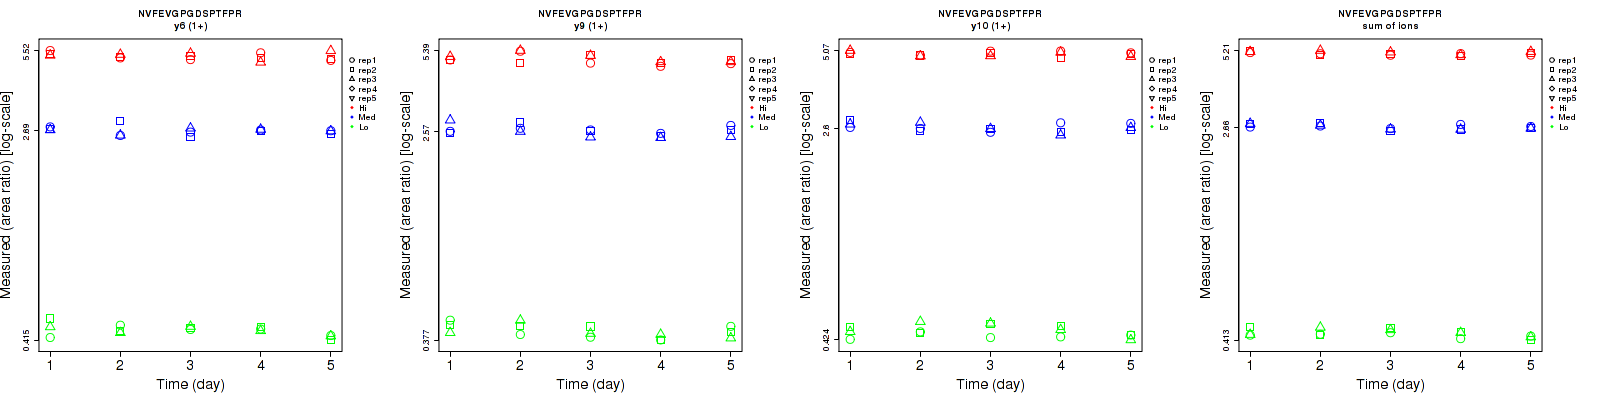 NVFEVGPGDSPTFPR
y6 (1+)
Measured (area ratio) [log-scale]
5.52
2.89
0.415
1 2 3 4 5
Time (day)
rep1
rep2
rep3
rep4
rep5
Hi
Med
Lo
NVFEVGPGDSPTFPR
y9 (1+)
Measured (area ratio) [log-scale]
5.39
2.57
0.377
1 2 3 4 5
Time (day)
rep1
rep2
rep3
rep4
rep5
Hi
Med
Lo
NVFEVGPGDSPTFPR
y10 (1+)
Measured (area ratio) [log-scale]
5.07
2.6
0.424
1 2 3 4 5
Time (day)
rep1
rep2
rep3
rep4
rep5
Hi
Med
Lo
NVFEVGPGDSPTFPR
sum of ions
Measured (area ratio) [log-scale]
5.21
2.66
0.413
1 2 3 4 5
Time (day)
rep1
rep2
rep3
rep4
rep5
Hi
Med
Lo